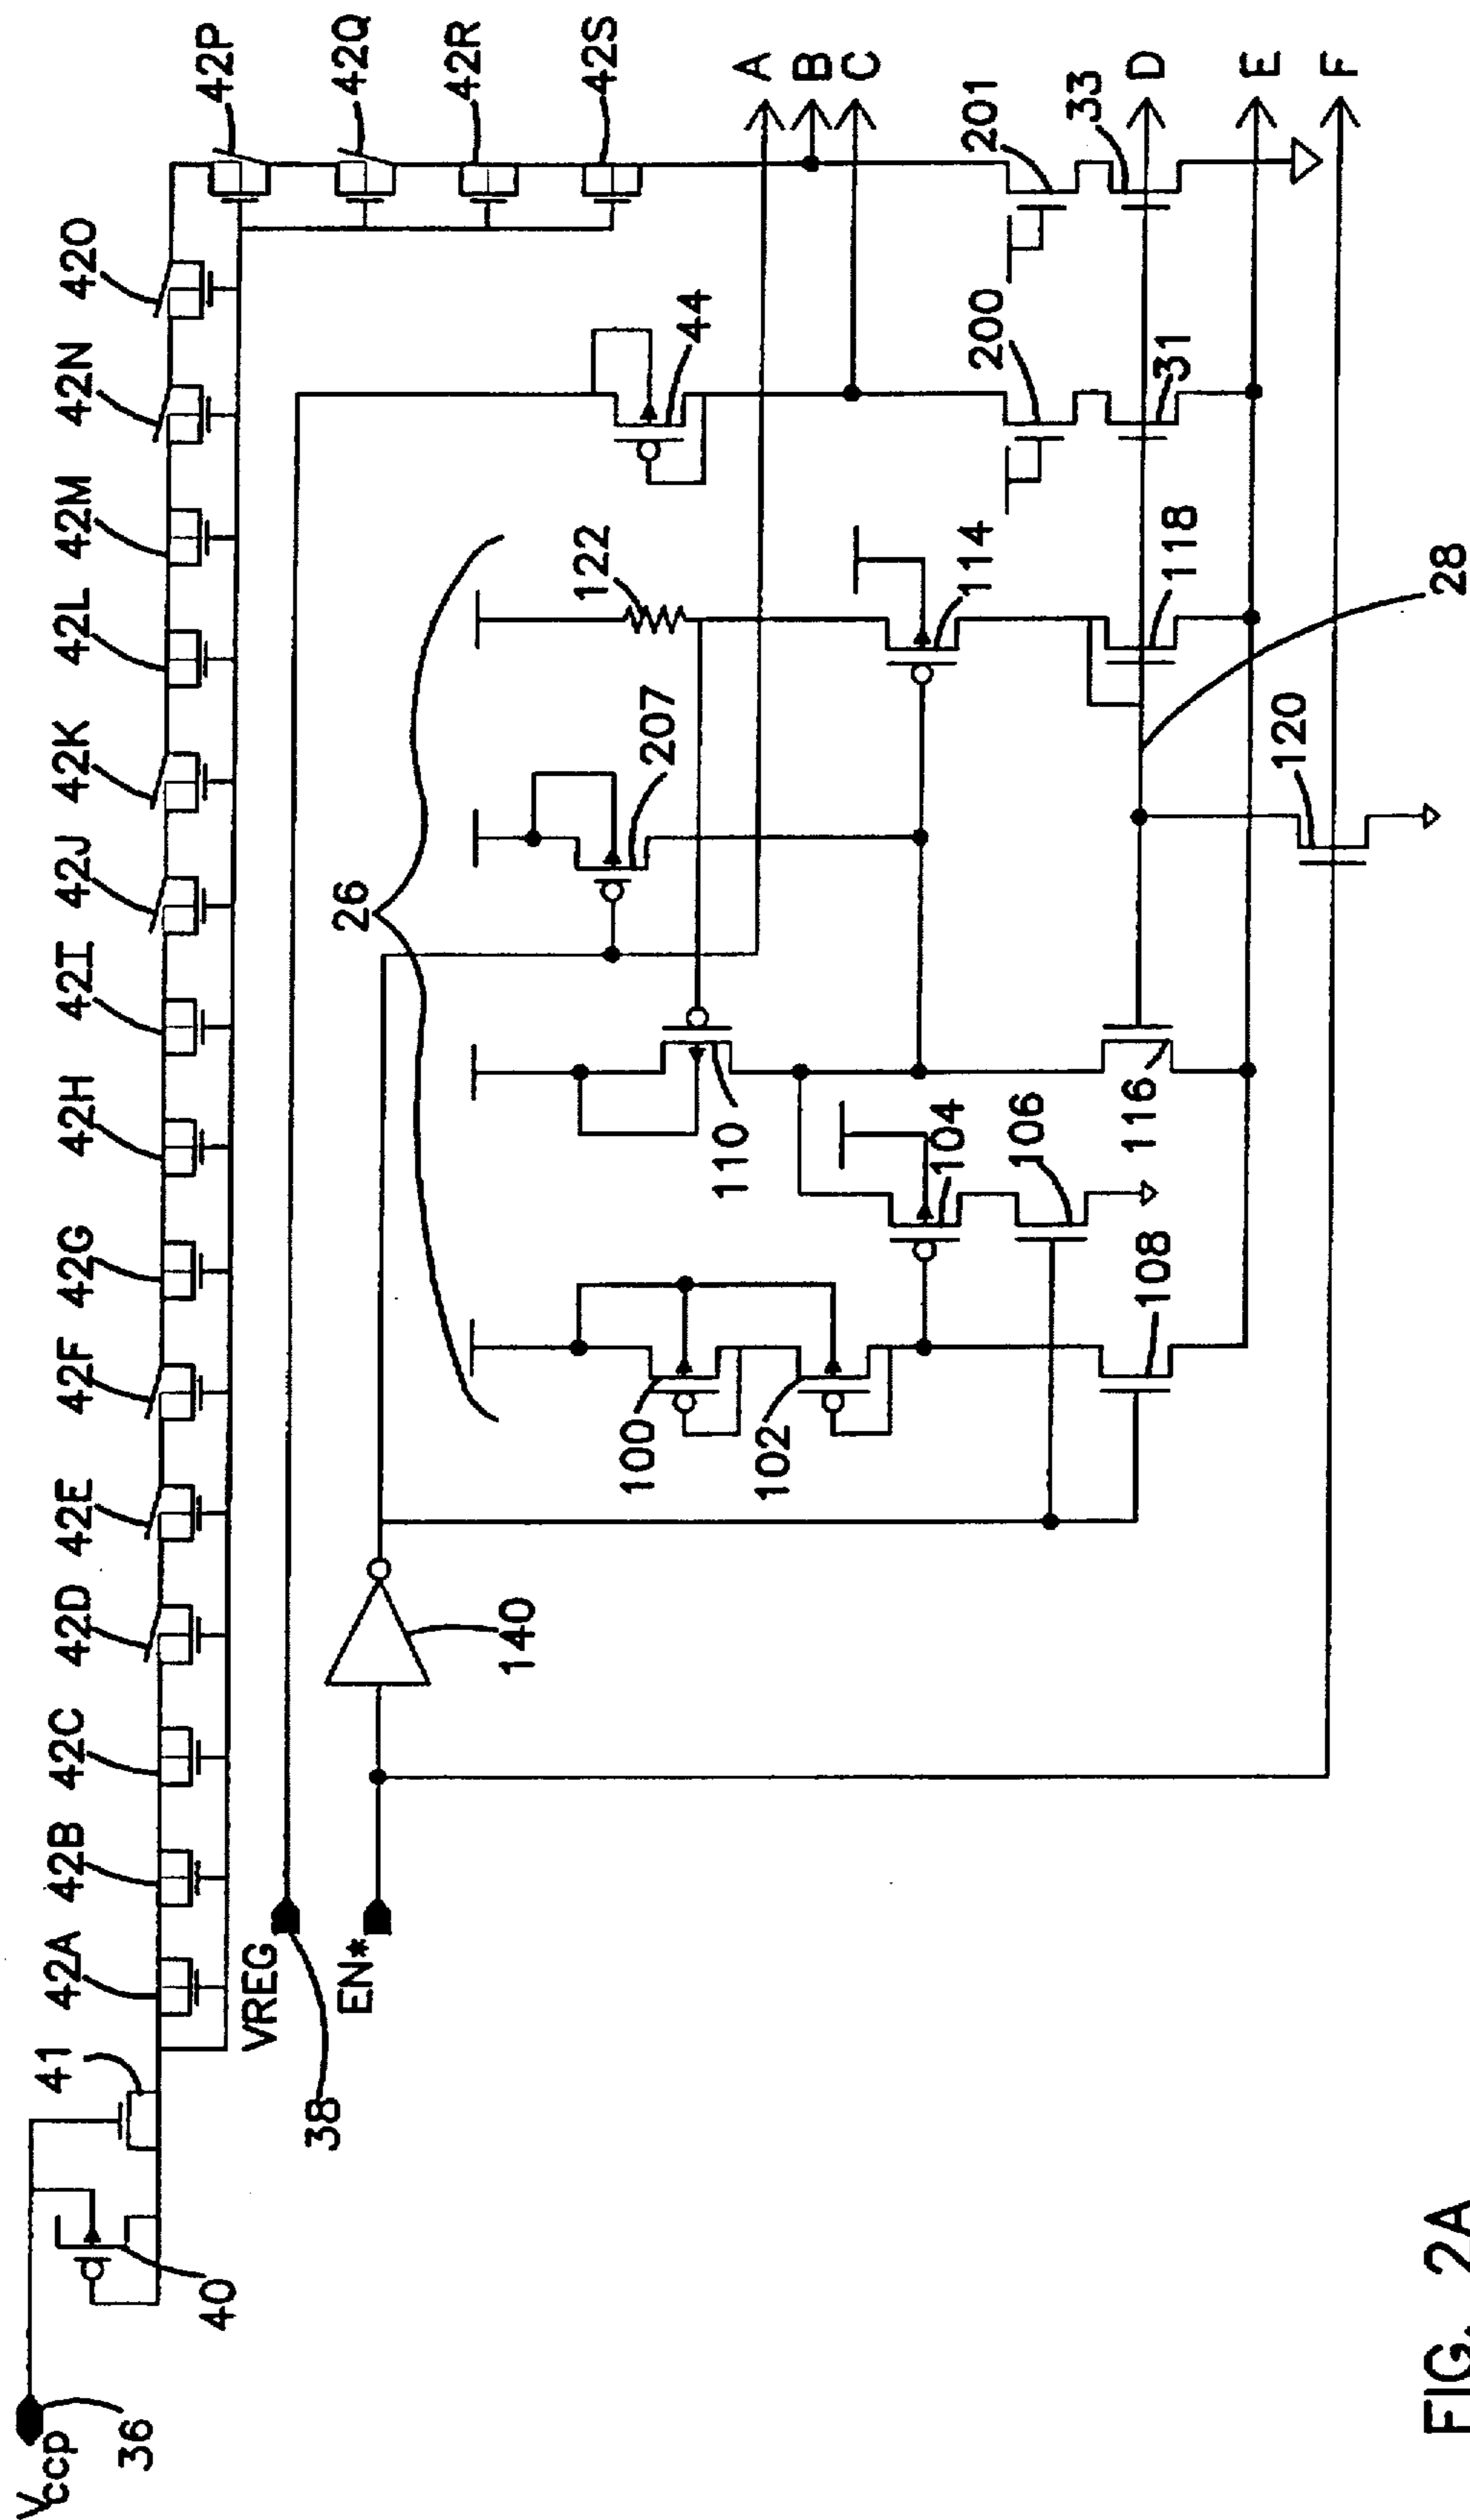 Vccp
36
40
41
42A
42B
42C
42D
42E
42F
42G
42H
42I
42J
42K
42L
42M
42N
42O
42P
42Q
42R
42S
VREG
38
EN*
140
26
100
102
104
106
108
110
116
207
122
114
118
120
28
44
200
31
201
33
A
B
C
D
E
F
FIG. 2A